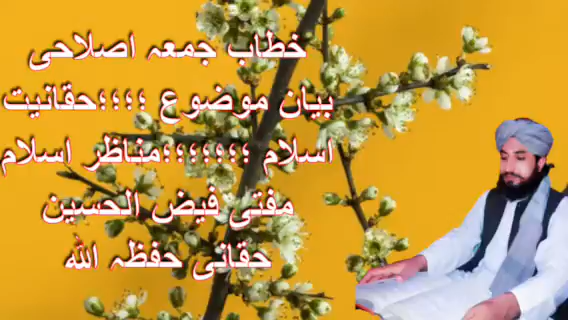 خطاب جمعہ اصلاحی
بیان موضوع ؛؛؛؛حقانیت
اسلام ؛؛؛؛؛؛؛مناظر اسلام
مفتی فیض الحسین
حقانی حفظہ اللہ